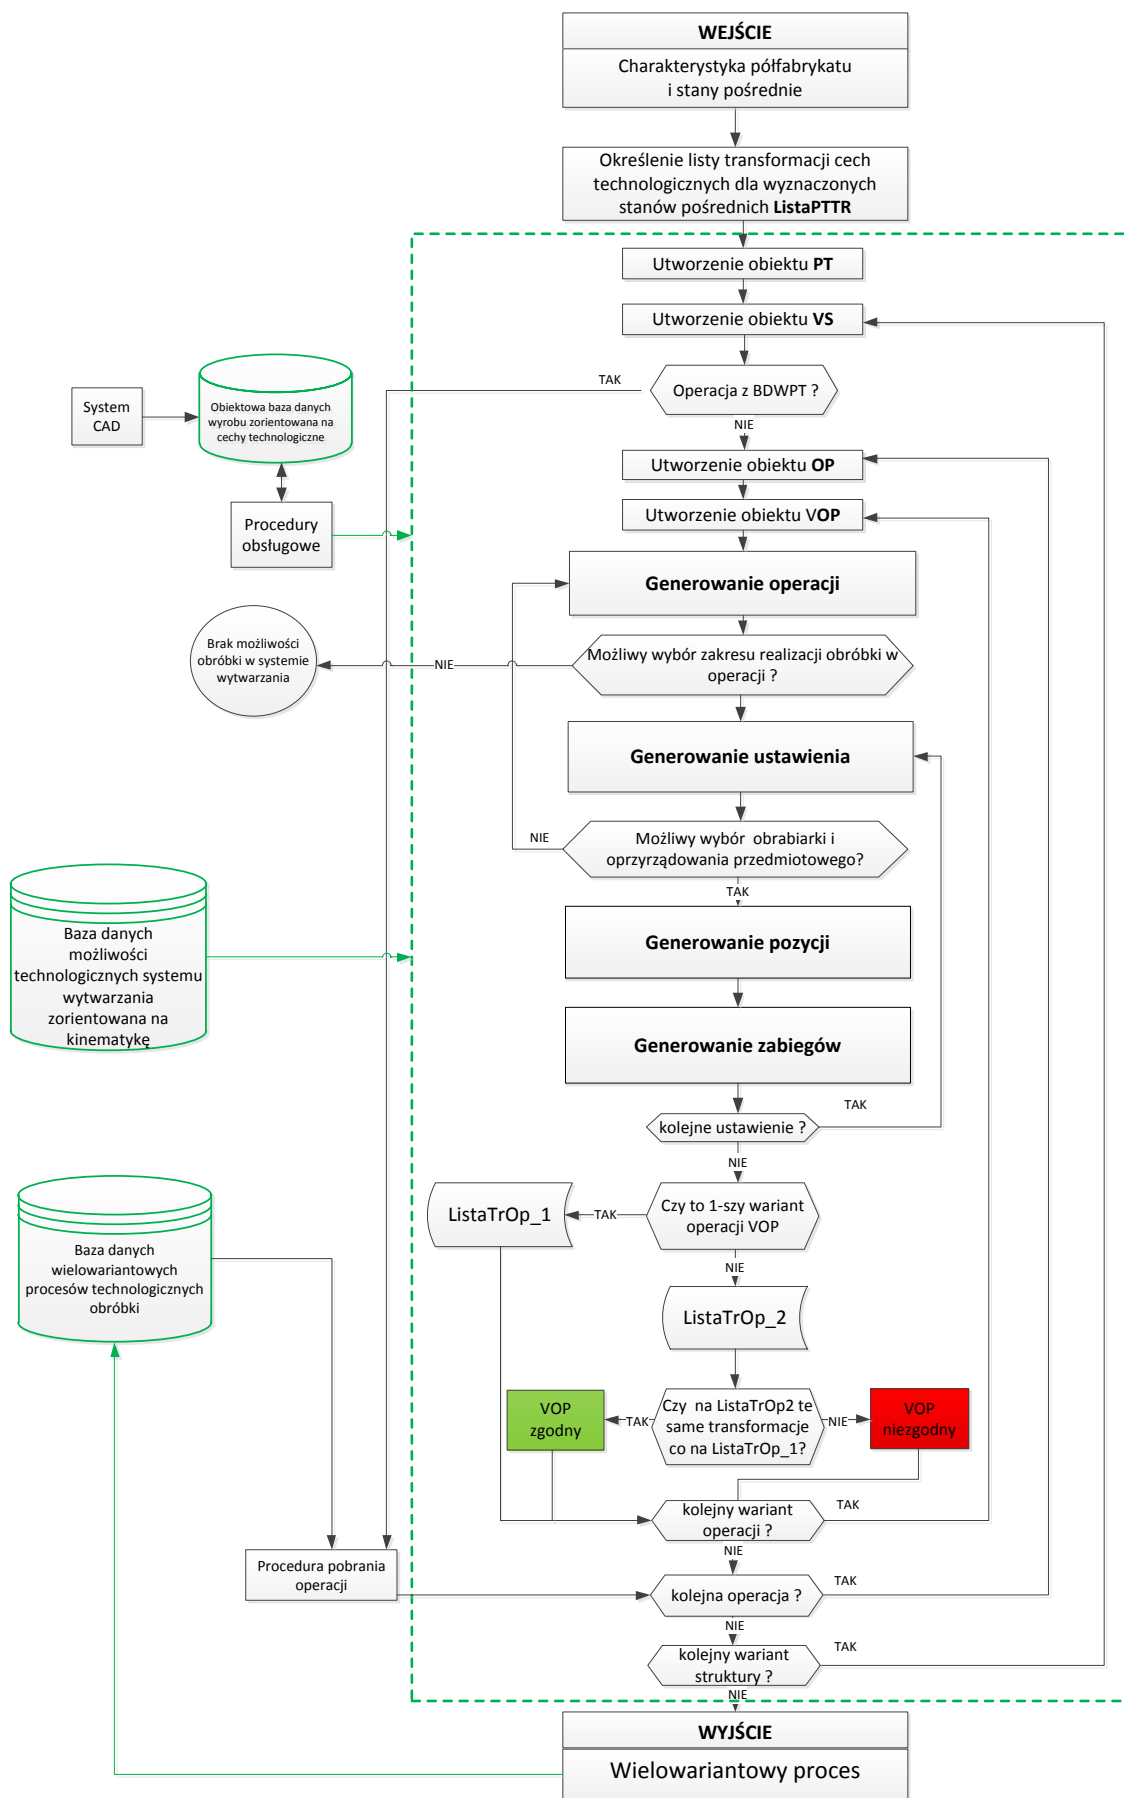 WEJŚCIE
Charakterystyka półfabrykatu
i stany pośrednie
Określenie listy transformacji cech
technologicznych dla wyznaczonych
stanów pośrednich ListaPTTR
Utworzenie obiektu PT
Utworzenie obiektu VS
TAK
Operacja z BDWPT ?
NIE
System
CAD
Obiektowa baza danych
wyrobu zorientowana na
cechy technologiczne
Utworzenie obiektu OP
Utworzenie obiektu VOP
Procedury
obsługowe
Generowanie operacji
Brak możliwości
obróbki w systemie
wytwarzania
NIE
Możliwy wybór zakresu realizacji obróbki w
operacji ?
Generowanie ustawienia
NIE
Możliwy wybór obrabiarki i
oprzyrządowania przedmiotowego?
TAK
Baza danych
możliwości
technologicznych systemu
wytwarzania
zorientowana na
kinematykę
Generowanie pozycji
Generowanie zabiegów
TAK
kolejne ustawienie ?
NIE
ListaTrOp_1
TAK
Czy to 1-szy wariant
operacji VOP
NIE
Baza danych
wielowariantowych
procesów technologicznych
obróbki
ListaTrOp_2
VOP
zgodny
TAK
Czy na ListaTrOp2 te
same transformacje
co na ListaTrOp_1?
NIE
VOP
niezgodny
kolejny wariant
operacji ?
TAK
NIE
Procedura pobrania
operacji
kolejna operacja ?
TAK
NIE
kolejny wariant
struktury ?
TAK
NIE
WYJŚCIE
Wielowariantowy proces